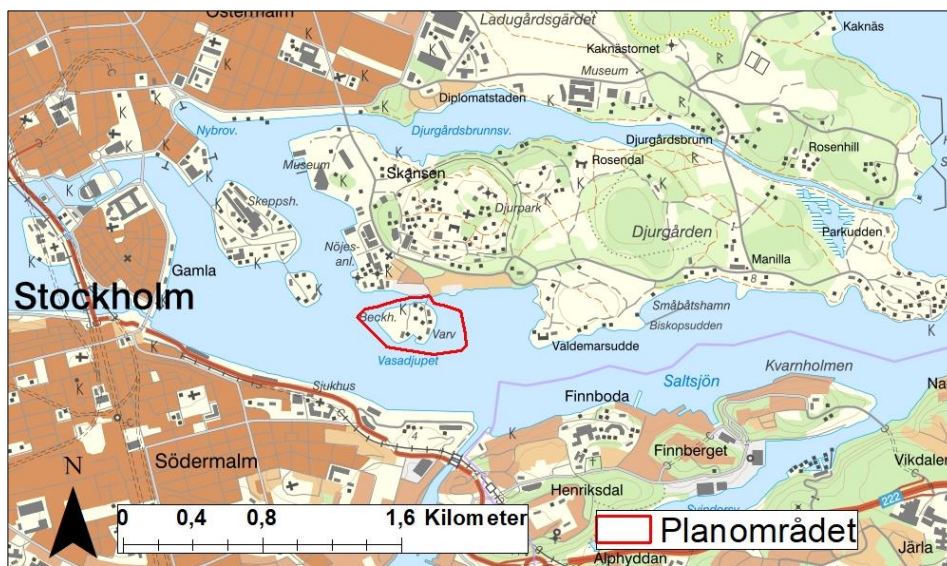 Östermalm
Ladugårdsgärdet
Kaknäs
Kaknästornet
Museum
Diplomatstaden
Nybrov.
Djurgårdsbrunnsv.
Djurgårdsbrunn
Museum
Rosendal
Rosenhill
Skansen
Skeppsh.
Djurpark
Djurgården
Parkudden
Gamla
Nöjes-
anl.
Manilla
Stockholm
Beckh.
Varv
Småbåtshamn
Biskopsudden
Vasadjupet
Valdemarsudde
Sjukhus
Saltsjön
Kvarnholmen
Finnboda
Södermalm
Finnberget
Vikdalen
Henriksdal
222
N
0 0,4 0,8 1,6 Kilometer
Planområdet
Alphyddan
Järla